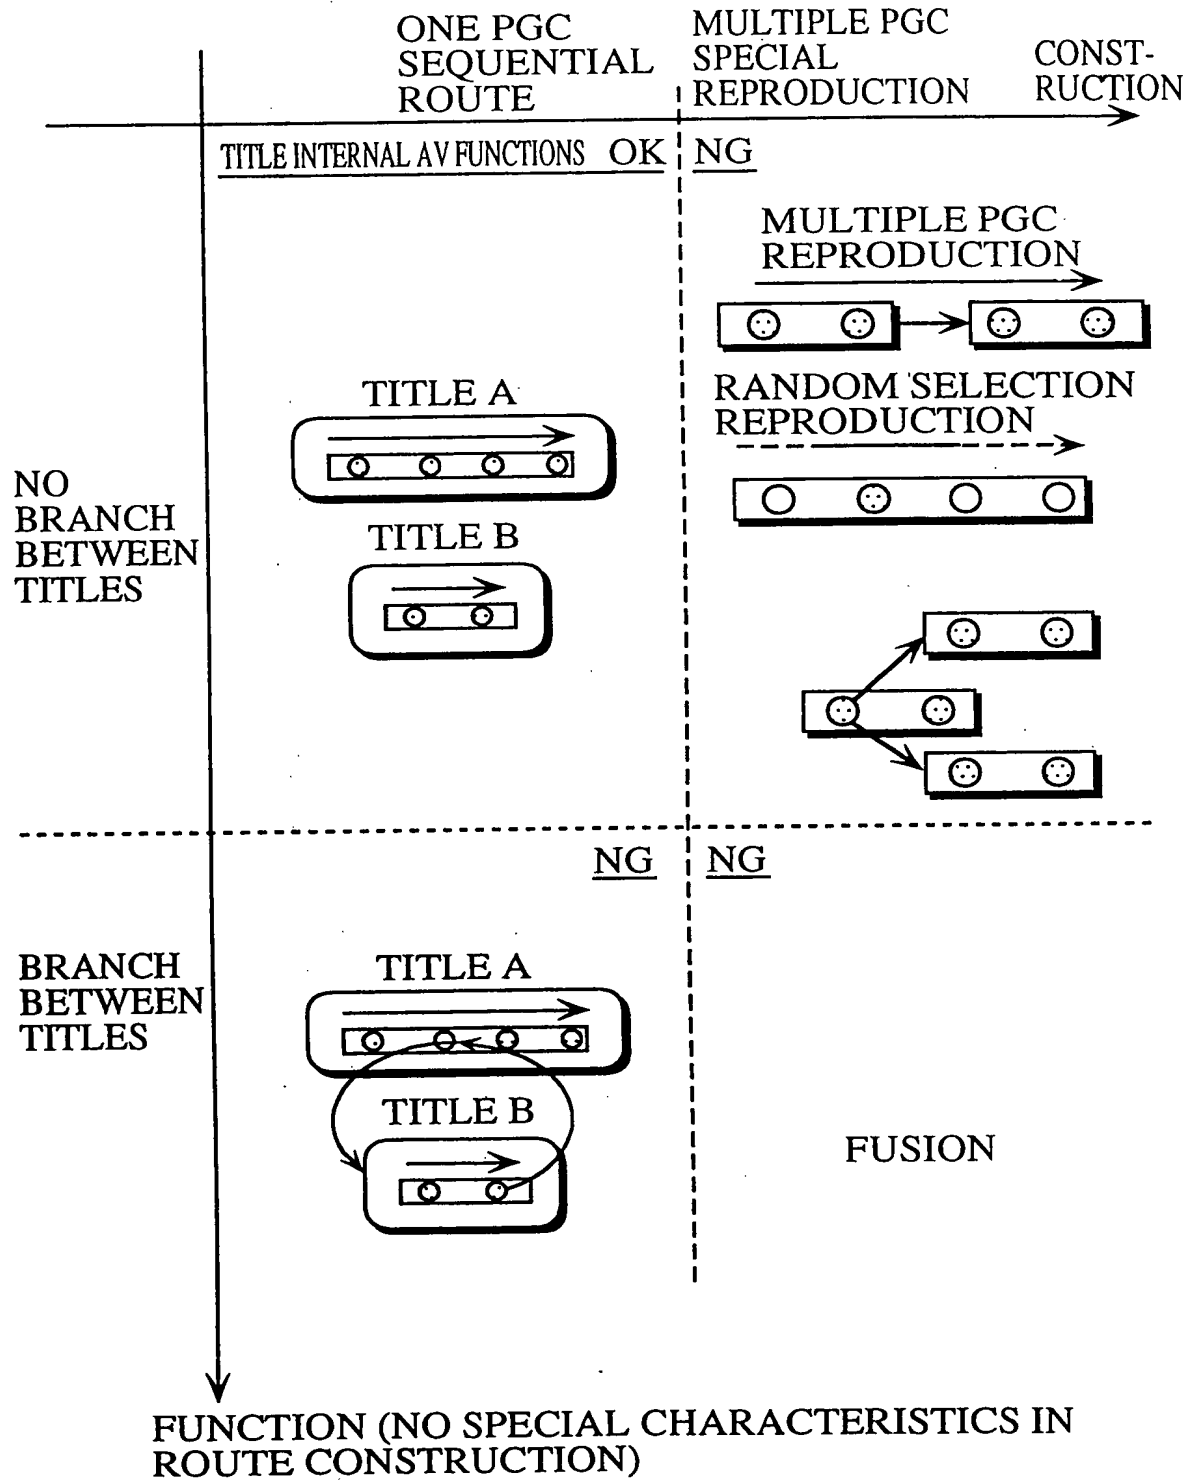 ONE PGC
SEQUENTIAL
ROUTE
MULTIPLE PGC
SPECIAL
REPRODUCTION
CONST-
RUCTION
TITLE INTERNAL AV FUNCTIONS OK
NG
MULTIPLE PGC
REPRODUCTION
RANDOM SELECTION
REPRODUCTION
TITLE A
TITLE B
NO
BRANCH
BETWEEN
TITLES
NG
NG
BRANCH
BETWEEN
TITLES
TITLE A
TITLE B
FUSION
FUNCTION (NO SPECIAL CHARACTERISTICS IN
ROUTE CONSTRUCTION)